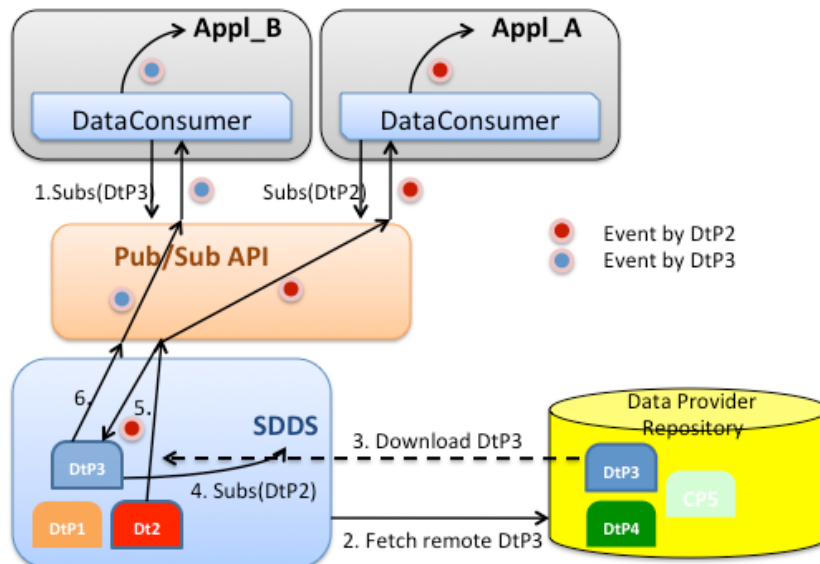 Appl_B
Appl_A
DataConsumer
DataConsumer
1.Subs(DtP3)
Subs(DtP2)
Pub/Sub API
Event by DtP2
Event by DtP3
6.
5.
SDDS
Data Provider
Repository
3. Download DtP3
DtP3
DtP3
4. Subs(DtP2)
CP5
DtP1
Dt2
DtP4
2. Fetch remote DtP3